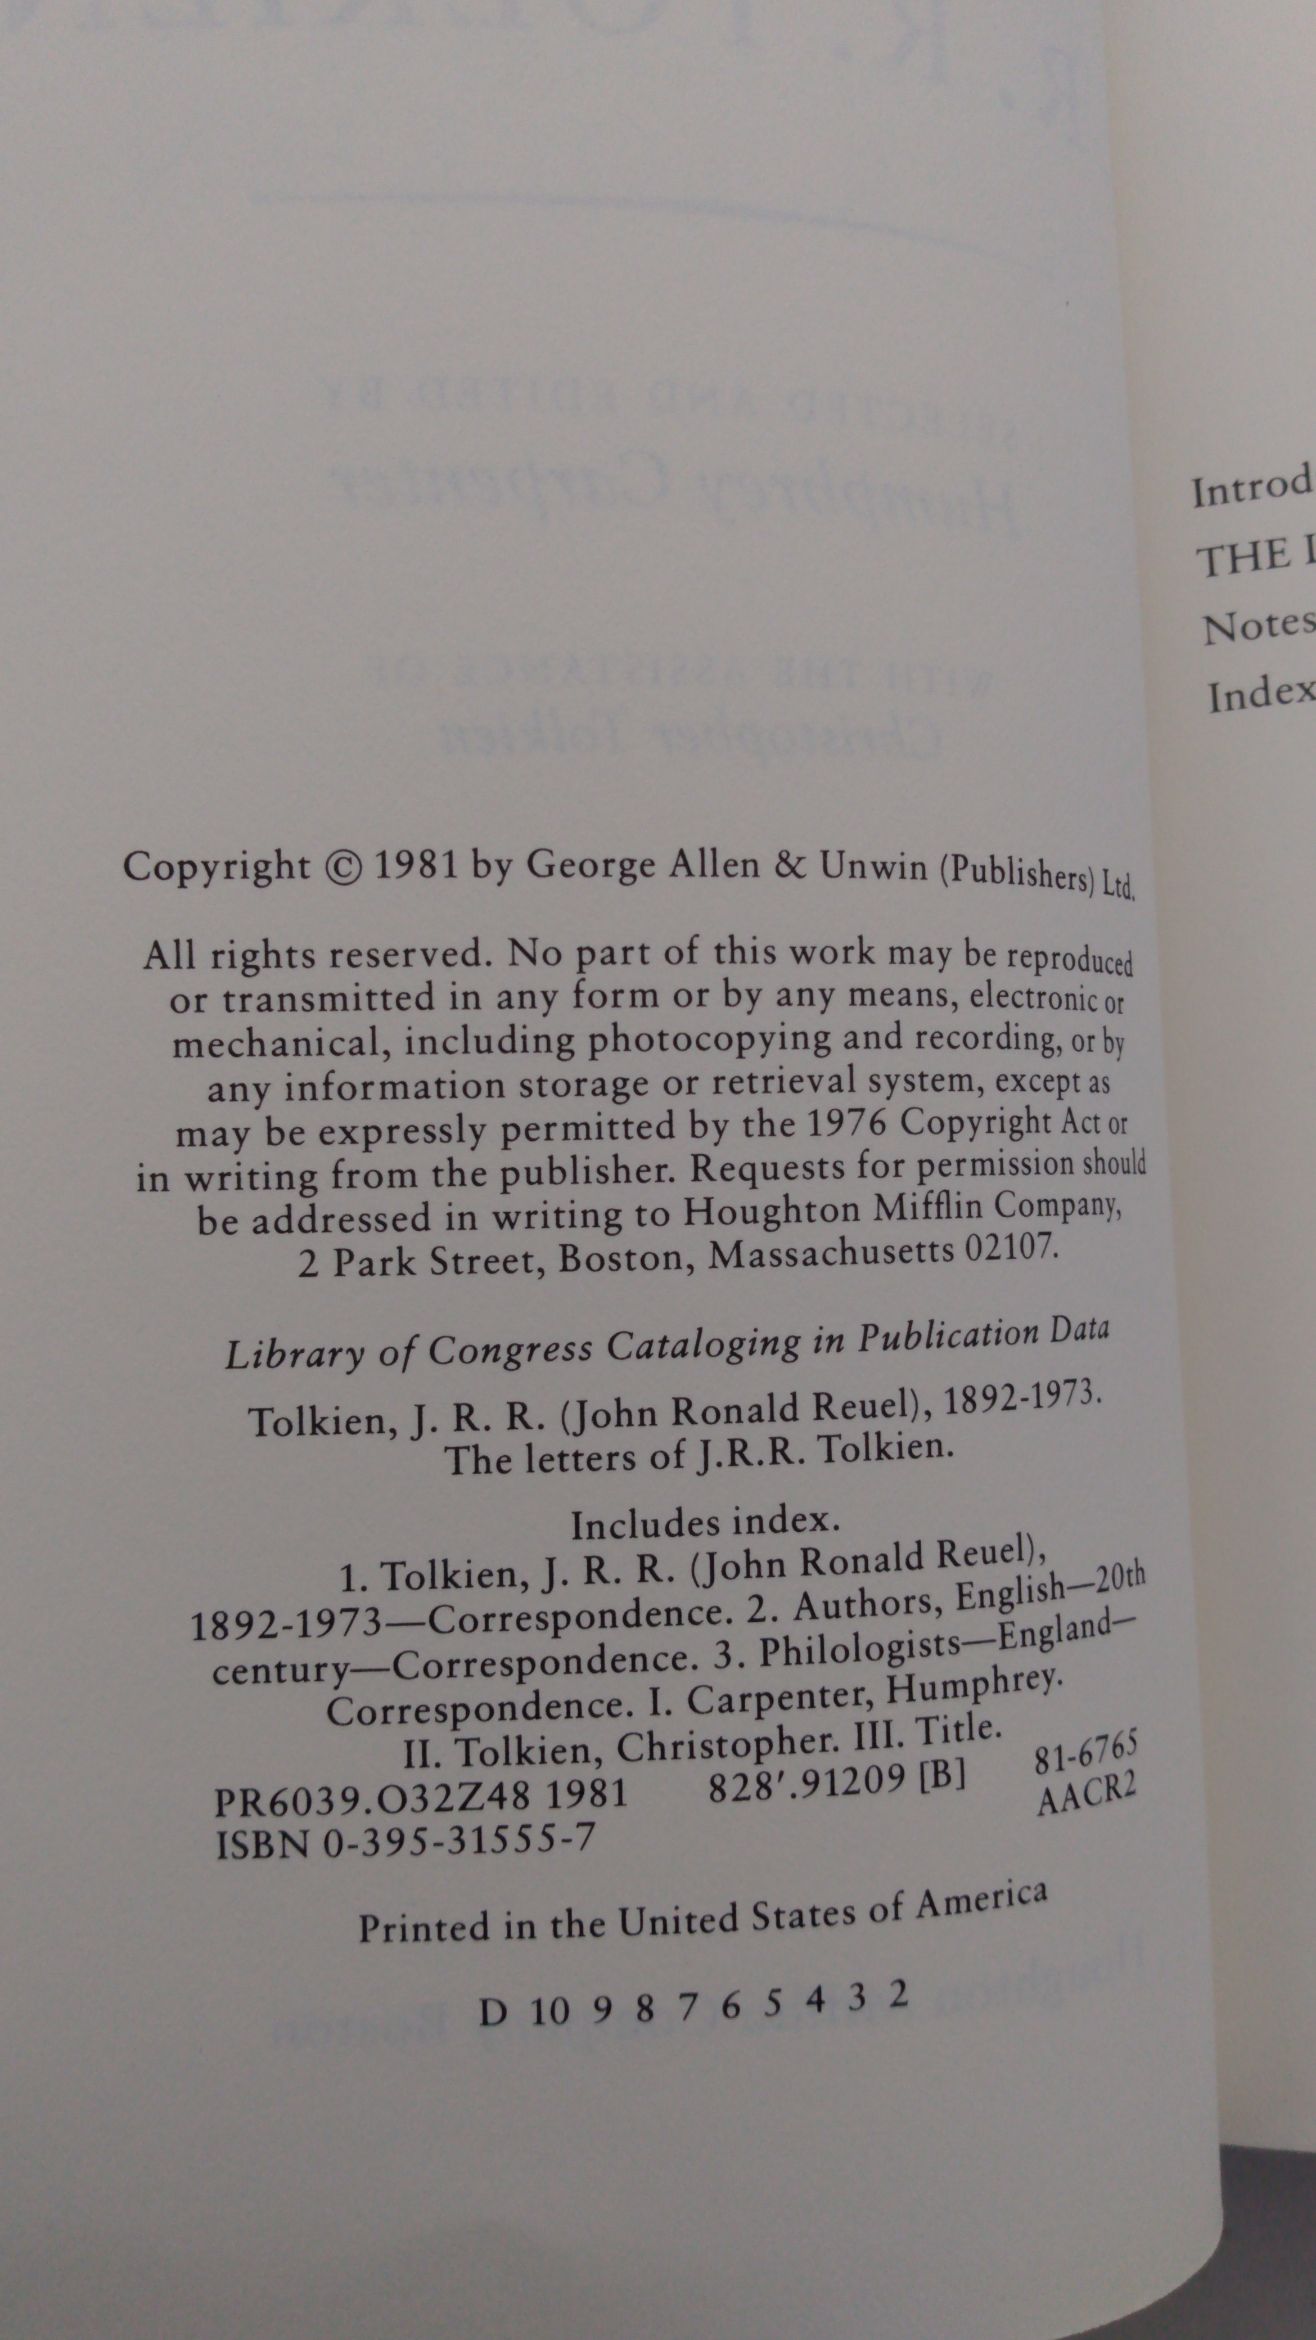 Copyright © 1981 by George Allen & Unwin (Publishers) Ltd.
All rights reserved. No part of this work may be reproduced
or transmitted in any form or by any means, electronic or
mechanical, including photocopying and recording, or by
any information storage or retrieval system, except as
may be expressly permitted by the 1976 Copyright Act or
in writing from the publisher. Requests for permission should
be addressed in writing to Houghton Mifflin Company,
2 Park Street, Boston, Massachusetts 02107.
Library of Congress Cataloging in Publication Data
Tolkien, J. R. R. (John Ronald Reuel), 1892-1973.
The letters of J.R.R. Tolkien.
Includes index.
1. Tolkien, J. R. R. (John Ronald Reuel),
1892-1973—Correspondence. 2. Authors, English—20th
century—Correspondence. 3. Philologists—England—
Correspondence. I. Carpenter, Humphrey.
II. Tolkien, Christopher. III. Title.
PR6039.O32Z48 1981 828′.91209 [B] 81-6765
ISBN 0-395-31555-7 AACR2
Printed in the United States of America
D 10 9 8 7 6 5 4 3 2
Introd
THE
Notes
Index